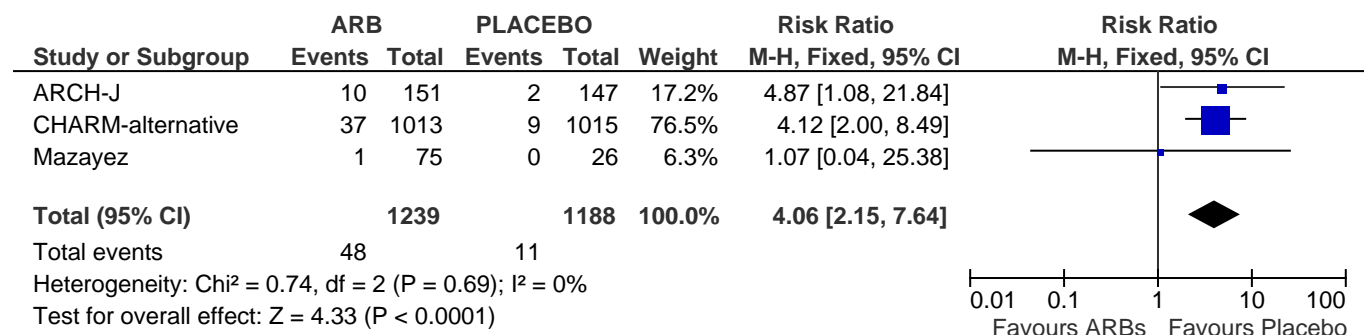 ARB PLACEBO Risk Ratio Risk Ratio
Study or Subgroup Events Total Events Total Weight M-H, Fixed, 95% CI M-H, Fixed, 95% CI
ARCH-J 10 151 2 147 17.2% 4.87 [1.08, 21.84]
CHARM-alternative 37 1013 9 1015 76.5% 4.12 [2.00, 8.49]
Mazayez 1 75 0 26 6.3% 1.07 [0.04, 25.38]
Total (95% CI) 1239 1188 100.0% 4.06 [2.15, 7.64]
Total events 48 11
Heterogeneity: Chi² = 0.74, df = 2 (P = 0.69); I² = 0%
Test for overall effect: Z = 4.33 (P < 0.0001)
0.01 0.1 1 10 100
Favours ARBs Favours Placebo